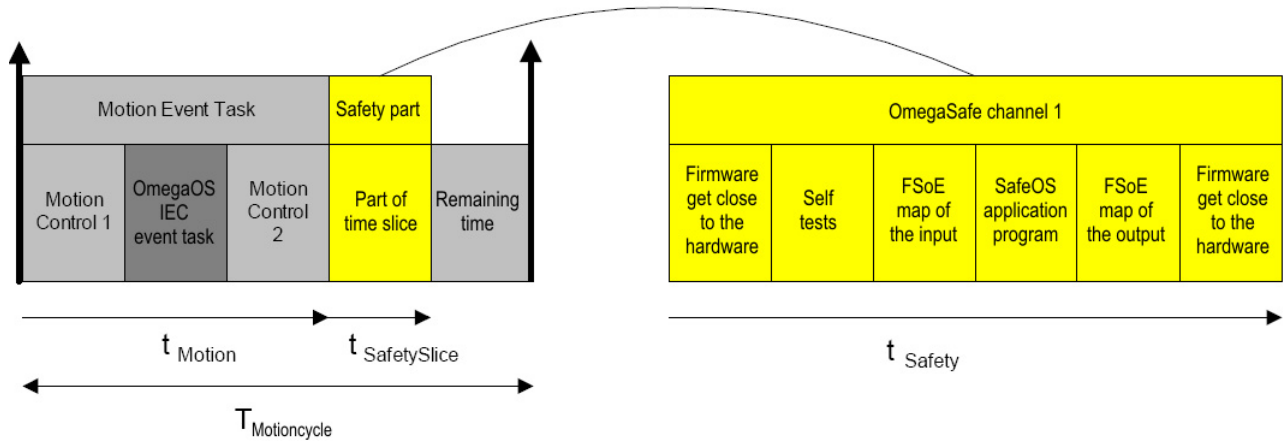 Motion Event Task
Safety part
Motion
Control 1
OmegaOS
IEC
event task
Motion
Control
2
Part of
time slice
Remaining
time
t Motion
t SafetySlice
T Motioncycle
OmegaSafe channel 1
Firmware
get close
to the
hardware
Self
tests
FSoE
map of
the input
SafeOS
application
program
FSoE
map of
the output
Firmware
get close
to the
hardware
t Safety